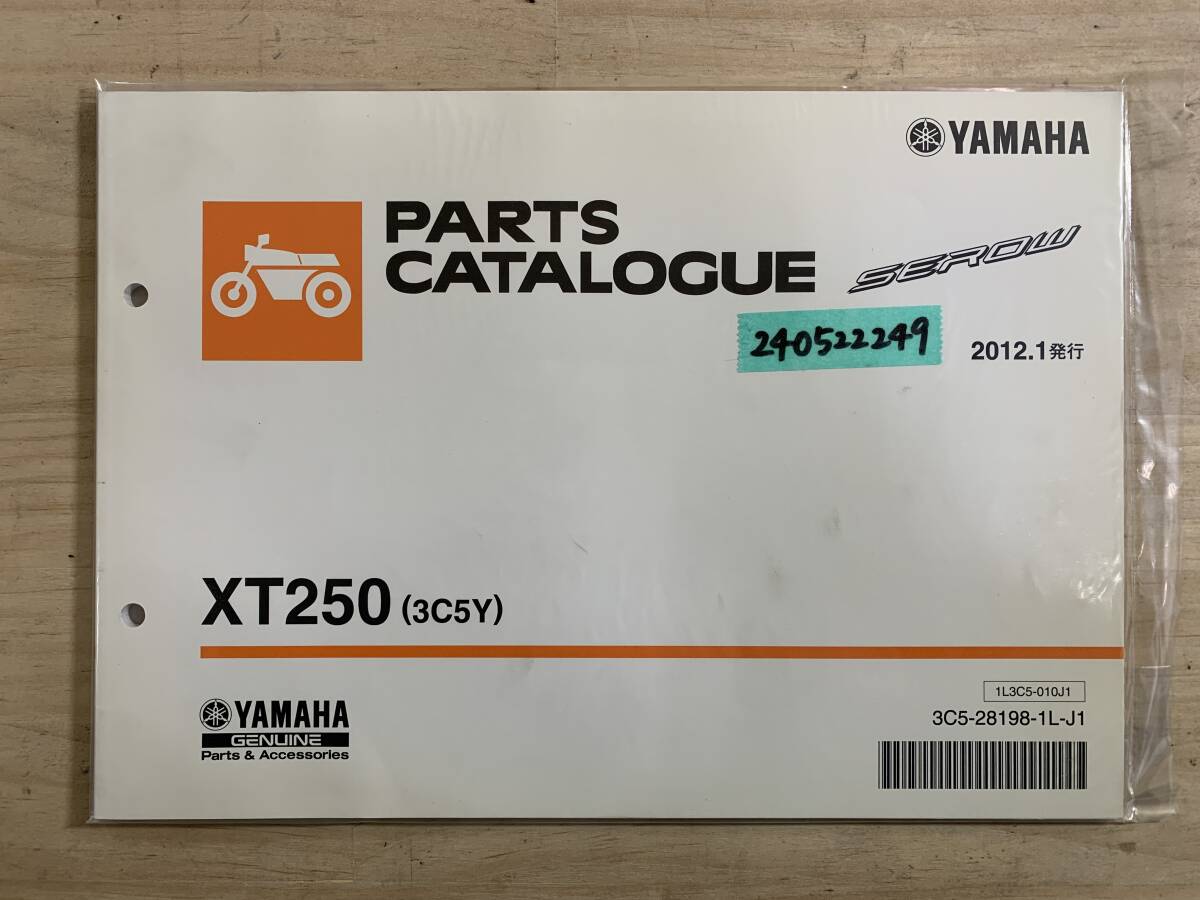 YAMAHA
PARTS
CATALOGUE
SEROW
240522249
2012.1発行
XT250 (3C5Y)
1L3C5-010J1
3C5-28198-1L-J1
YAMAHA
GENUINE
Parts & Accessories